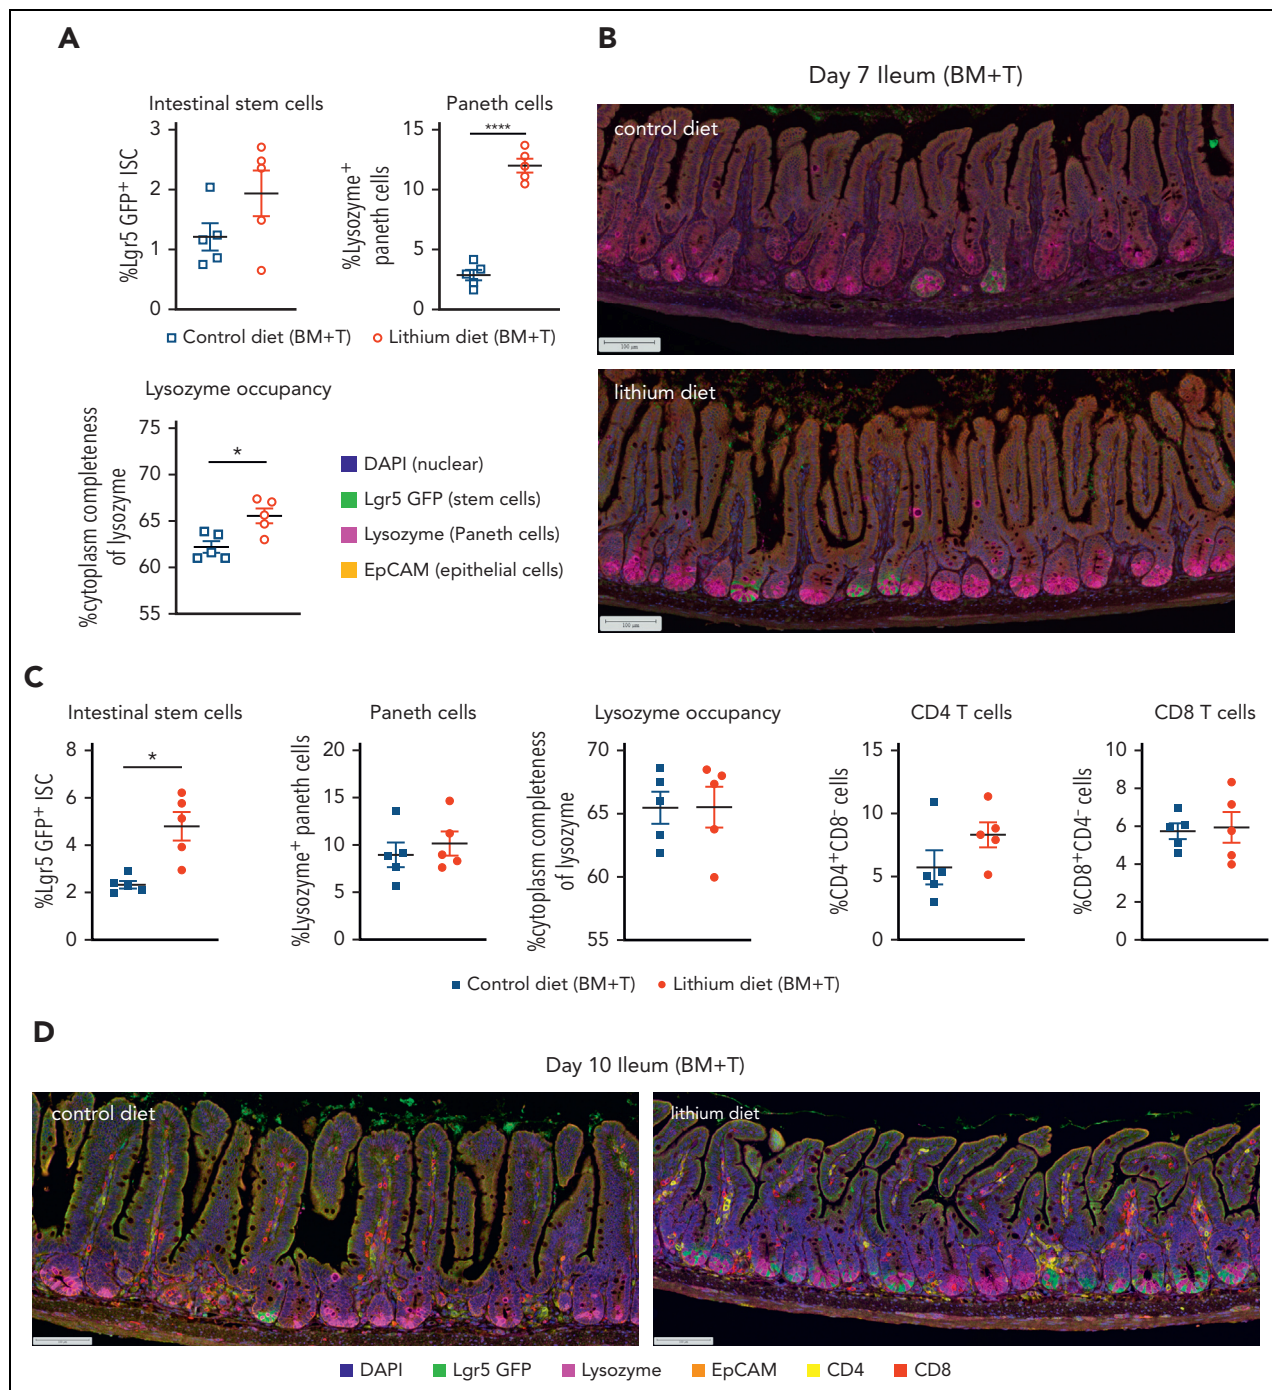 A
B
Day 7 Ileum (BM+T)
Intestinal stem cells
Paneth cells
%Lgr5 GFP+ ISC
3
2
1
0
%Lysozyme+
paneth cells
15
10
5
0
****
Control diet (BM+T)
Lithium diet (BM+T)
control diet
100 μm
Lysozyme occupancy
%cytoplasm completeness
of lysozyme
75
70
65
60
55
*
DAPI (nuclear)
Lgr5 GFP (stem cells)
Lysozyme (Paneth cells)
EpCAM (epithelial cells)
lithium diet
100 μm
C
Intestinal stem cells
%Lgr5 GFP+ ISC
8
6
4
2
0
*
Paneth cells
%Lysozyme+ paneth cells
20
15
10
5
0
Lysozyme occupancy
%cytoplasm completeness
of lysozyme
70
65
60
55
CD4 T cells
%CD4+CD8− cells
15
10
5
0
CD8 T cells
%CD8+CD4− cells
10
8
6
4
2
0
Control diet (BM+T)
Lithium diet (BM+T)
D
Day 10 Ileum (BM+T)
control diet
lithium diet
DAPI
Lgr5 GFP
Lysozyme
EpCAM
CD4
CD8